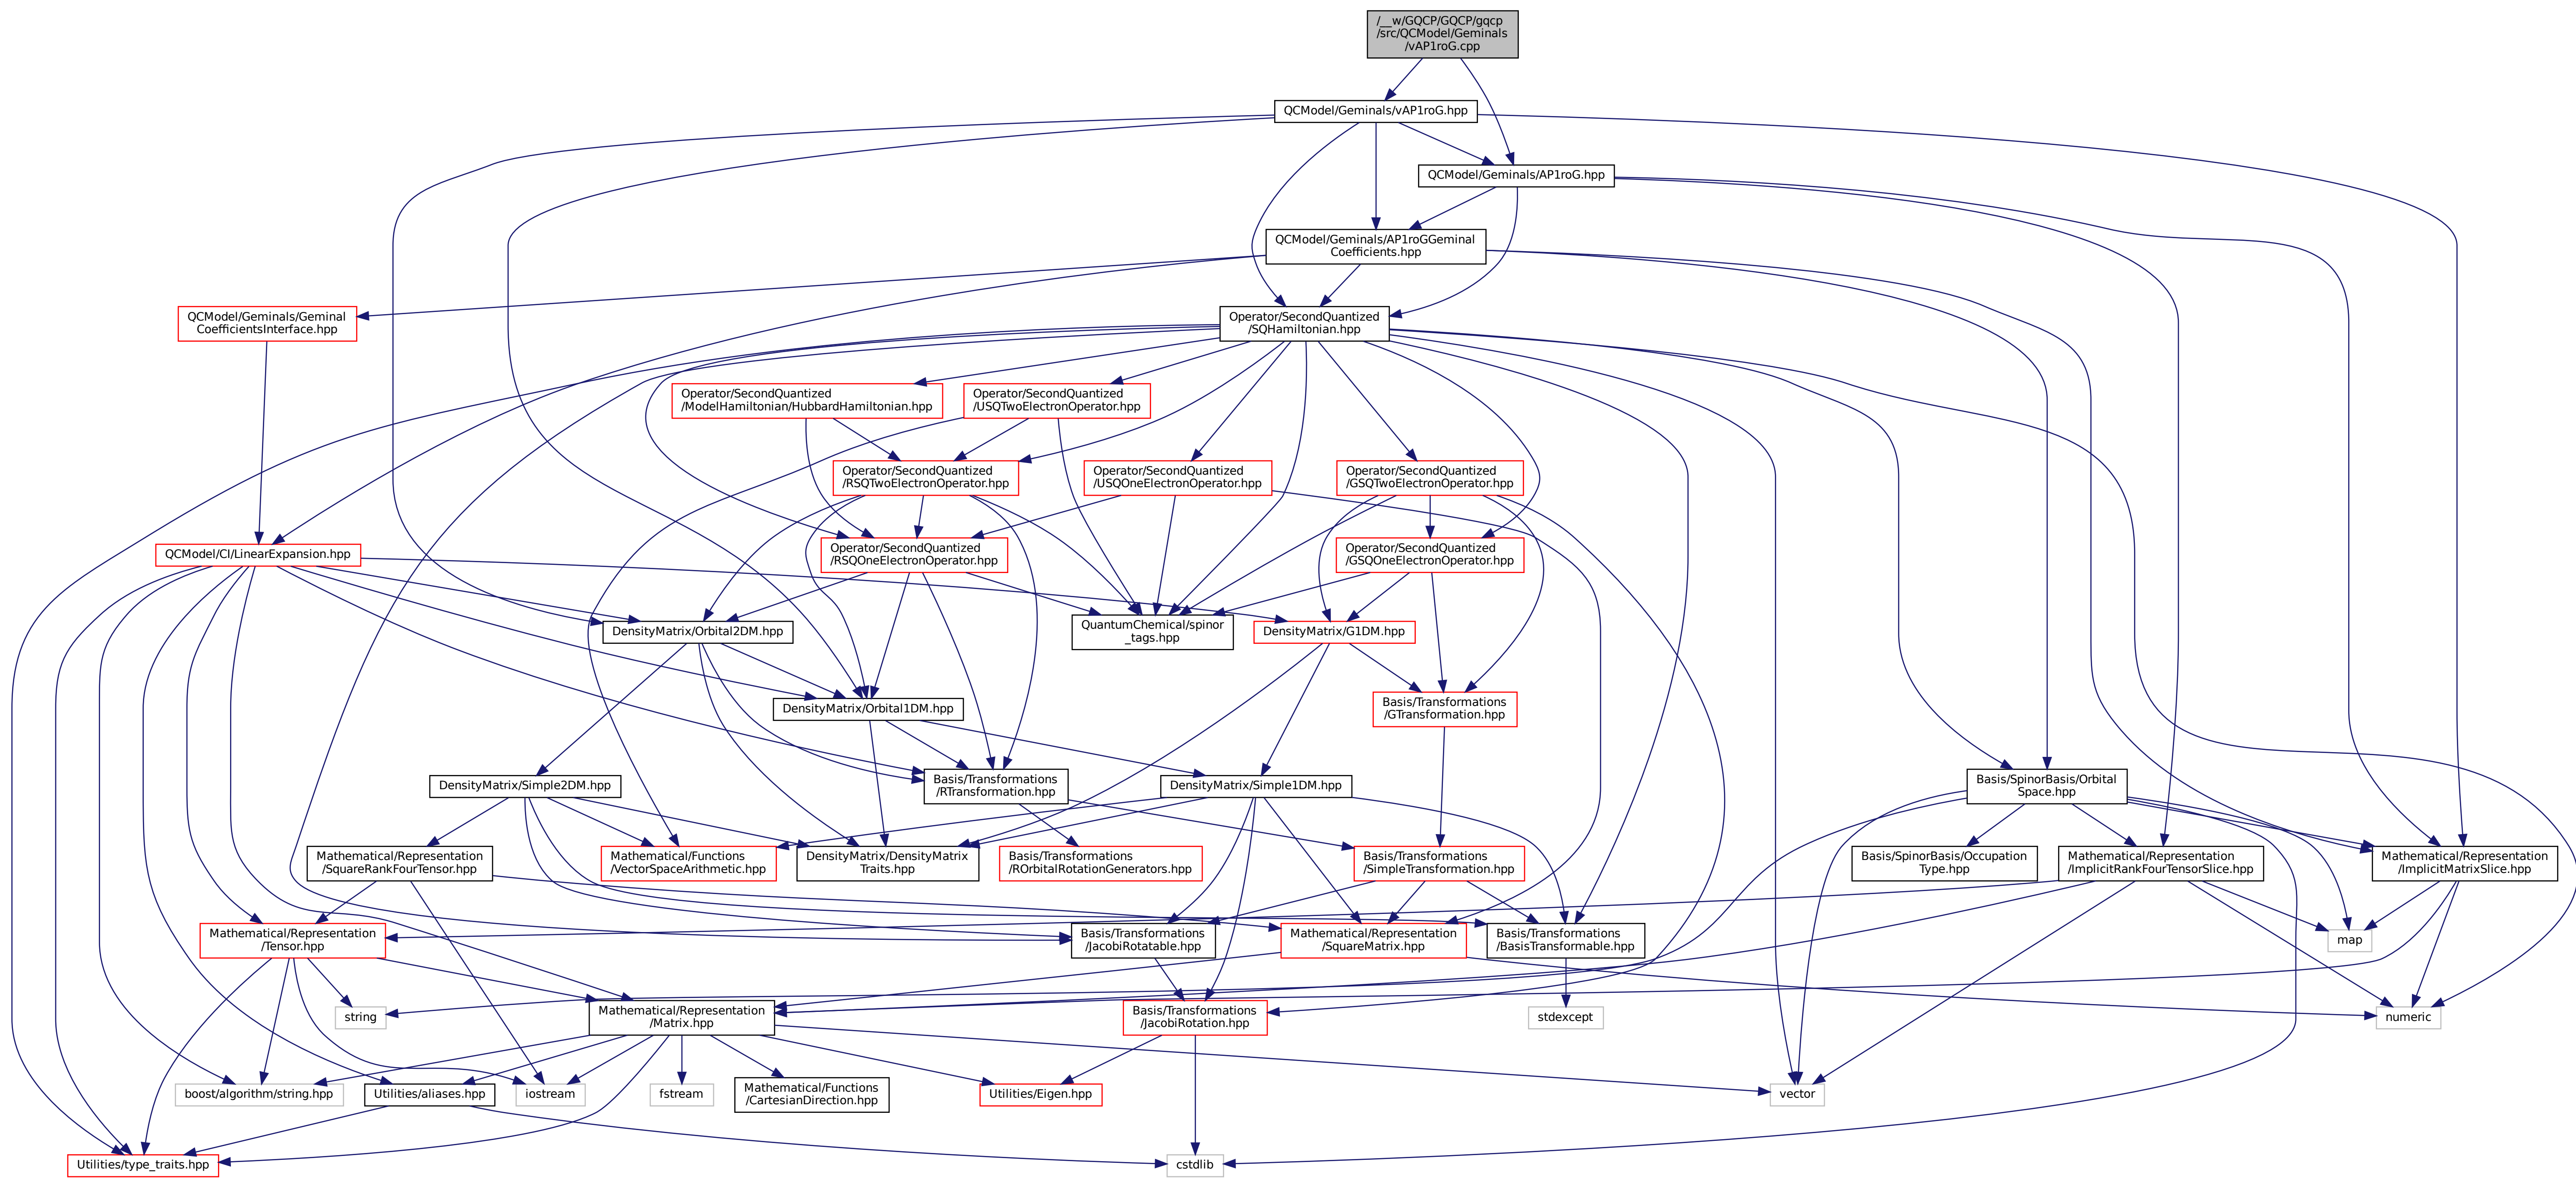 /__w/GQCP/GQCP/gqcp
/src/QCModel/Geminals
/vAP1roG.cpp
QCModel/Geminals/vAP1roG.hpp
QCModel/Geminals/AP1roG.hpp
QCModel/Geminals/AP1roGGeminal
Coefficients.hpp
QCModel/Geminals/Geminal
CoefficientsInterface.hpp
Operator/SecondQuantized
/SQHamiltonian.hpp
Operator/SecondQuantized
/ModelHamiltonian/HubbardHamiltonian.hpp
Operator/SecondQuantized
/USQTwoElectronOperator.hpp
Operator/SecondQuantized
/RSQTwoElectronOperator.hpp
Operator/SecondQuantized
/USQOneElectronOperator.hpp
Operator/SecondQuantized
/GSQTwoElectronOperator.hpp
QCModel/CI/LinearExpansion.hpp
Operator/SecondQuantized
/RSQOneElectronOperator.hpp
Operator/SecondQuantized
/GSQOneElectronOperator.hpp
DensityMatrix/Orbital2DM.hpp
QuantumChemical/spinor
_tags.hpp
DensityMatrix/G1DM.hpp
DensityMatrix/Orbital1DM.hpp
Basis/Transformations
/GTransformation.hpp
DensityMatrix/Simple2DM.hpp
Basis/Transformations
/RTransformation.hpp
DensityMatrix/Simple1DM.hpp
Basis/SpinorBasis/Orbital
Space.hpp
Mathematical/Representation
/SquareRankFourTensor.hpp
Mathematical/Functions
/VectorSpaceArithmetic.hpp
DensityMatrix/DensityMatrix
Traits.hpp
Basis/Transformations
/ROrbitalRotationGenerators.hpp
Basis/Transformations
/SimpleTransformation.hpp
Basis/SpinorBasis/Occupation
Type.hpp
Mathematical/Representation
/ImplicitRankFourTensorSlice.hpp
Mathematical/Representation
/ImplicitMatrixSlice.hpp
Mathematical/Representation
/Tensor.hpp
Basis/Transformations
/JacobiRotatable.hpp
Mathematical/Representation
/SquareMatrix.hpp
Basis/Transformations
/BasisTransformable.hpp
map
string
Mathematical/Representation
/Matrix.hpp
Basis/Transformations
/JacobiRotation.hpp
stdexcept
numeric
boost/algorithm/string.hpp
Utilities/aliases.hpp
iostream
fstream
Mathematical/Functions
/CartesianDirection.hpp
Utilities/Eigen.hpp
vector
Utilities/type_traits.hpp
cstdlib